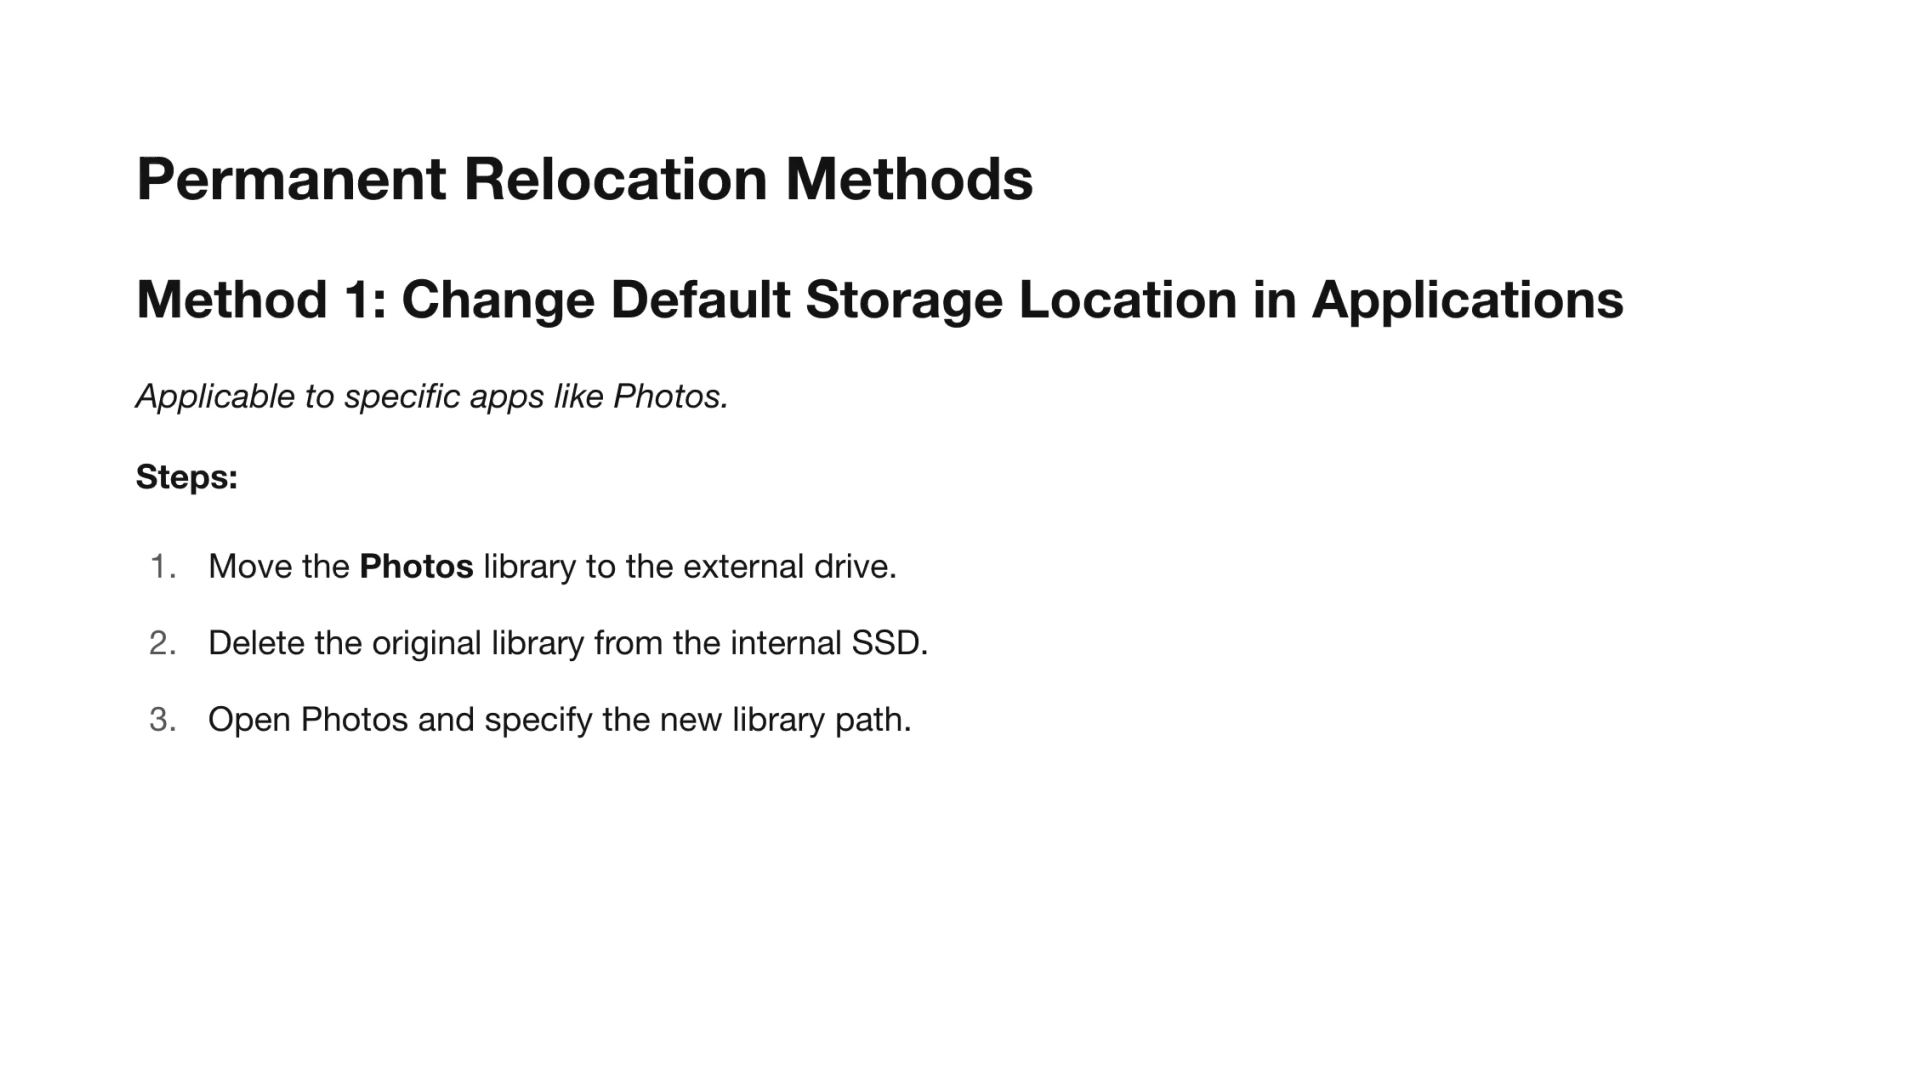 Permanent Relocation Methods
Method 1: Change Default Storage Location in Applications
Applicable to specific apps like Photos.
Steps:
1. Move the Photos library to the external drive.
2. Delete the original library from the internal SSD.
3. Open Photos and specify the new library path.